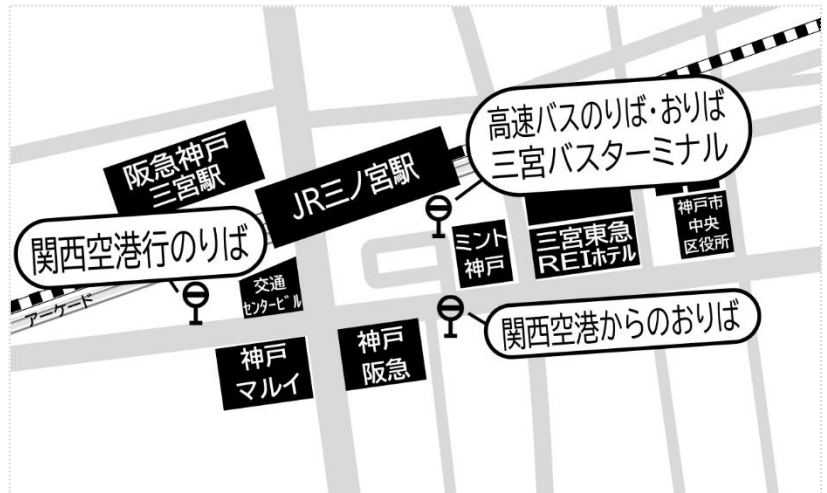 高速バスのりば・おりば
三宮バスターミナル
阪急神戸
三宮駅
JR三ノ宮駅
関西空港行のりば
アーケード
交通
センタービル
ミント
神戸
三宮東急
REIホテル
神戸市
中央
区役所
関西空港からのおりば
神戸
マルイ
神戸
阪急